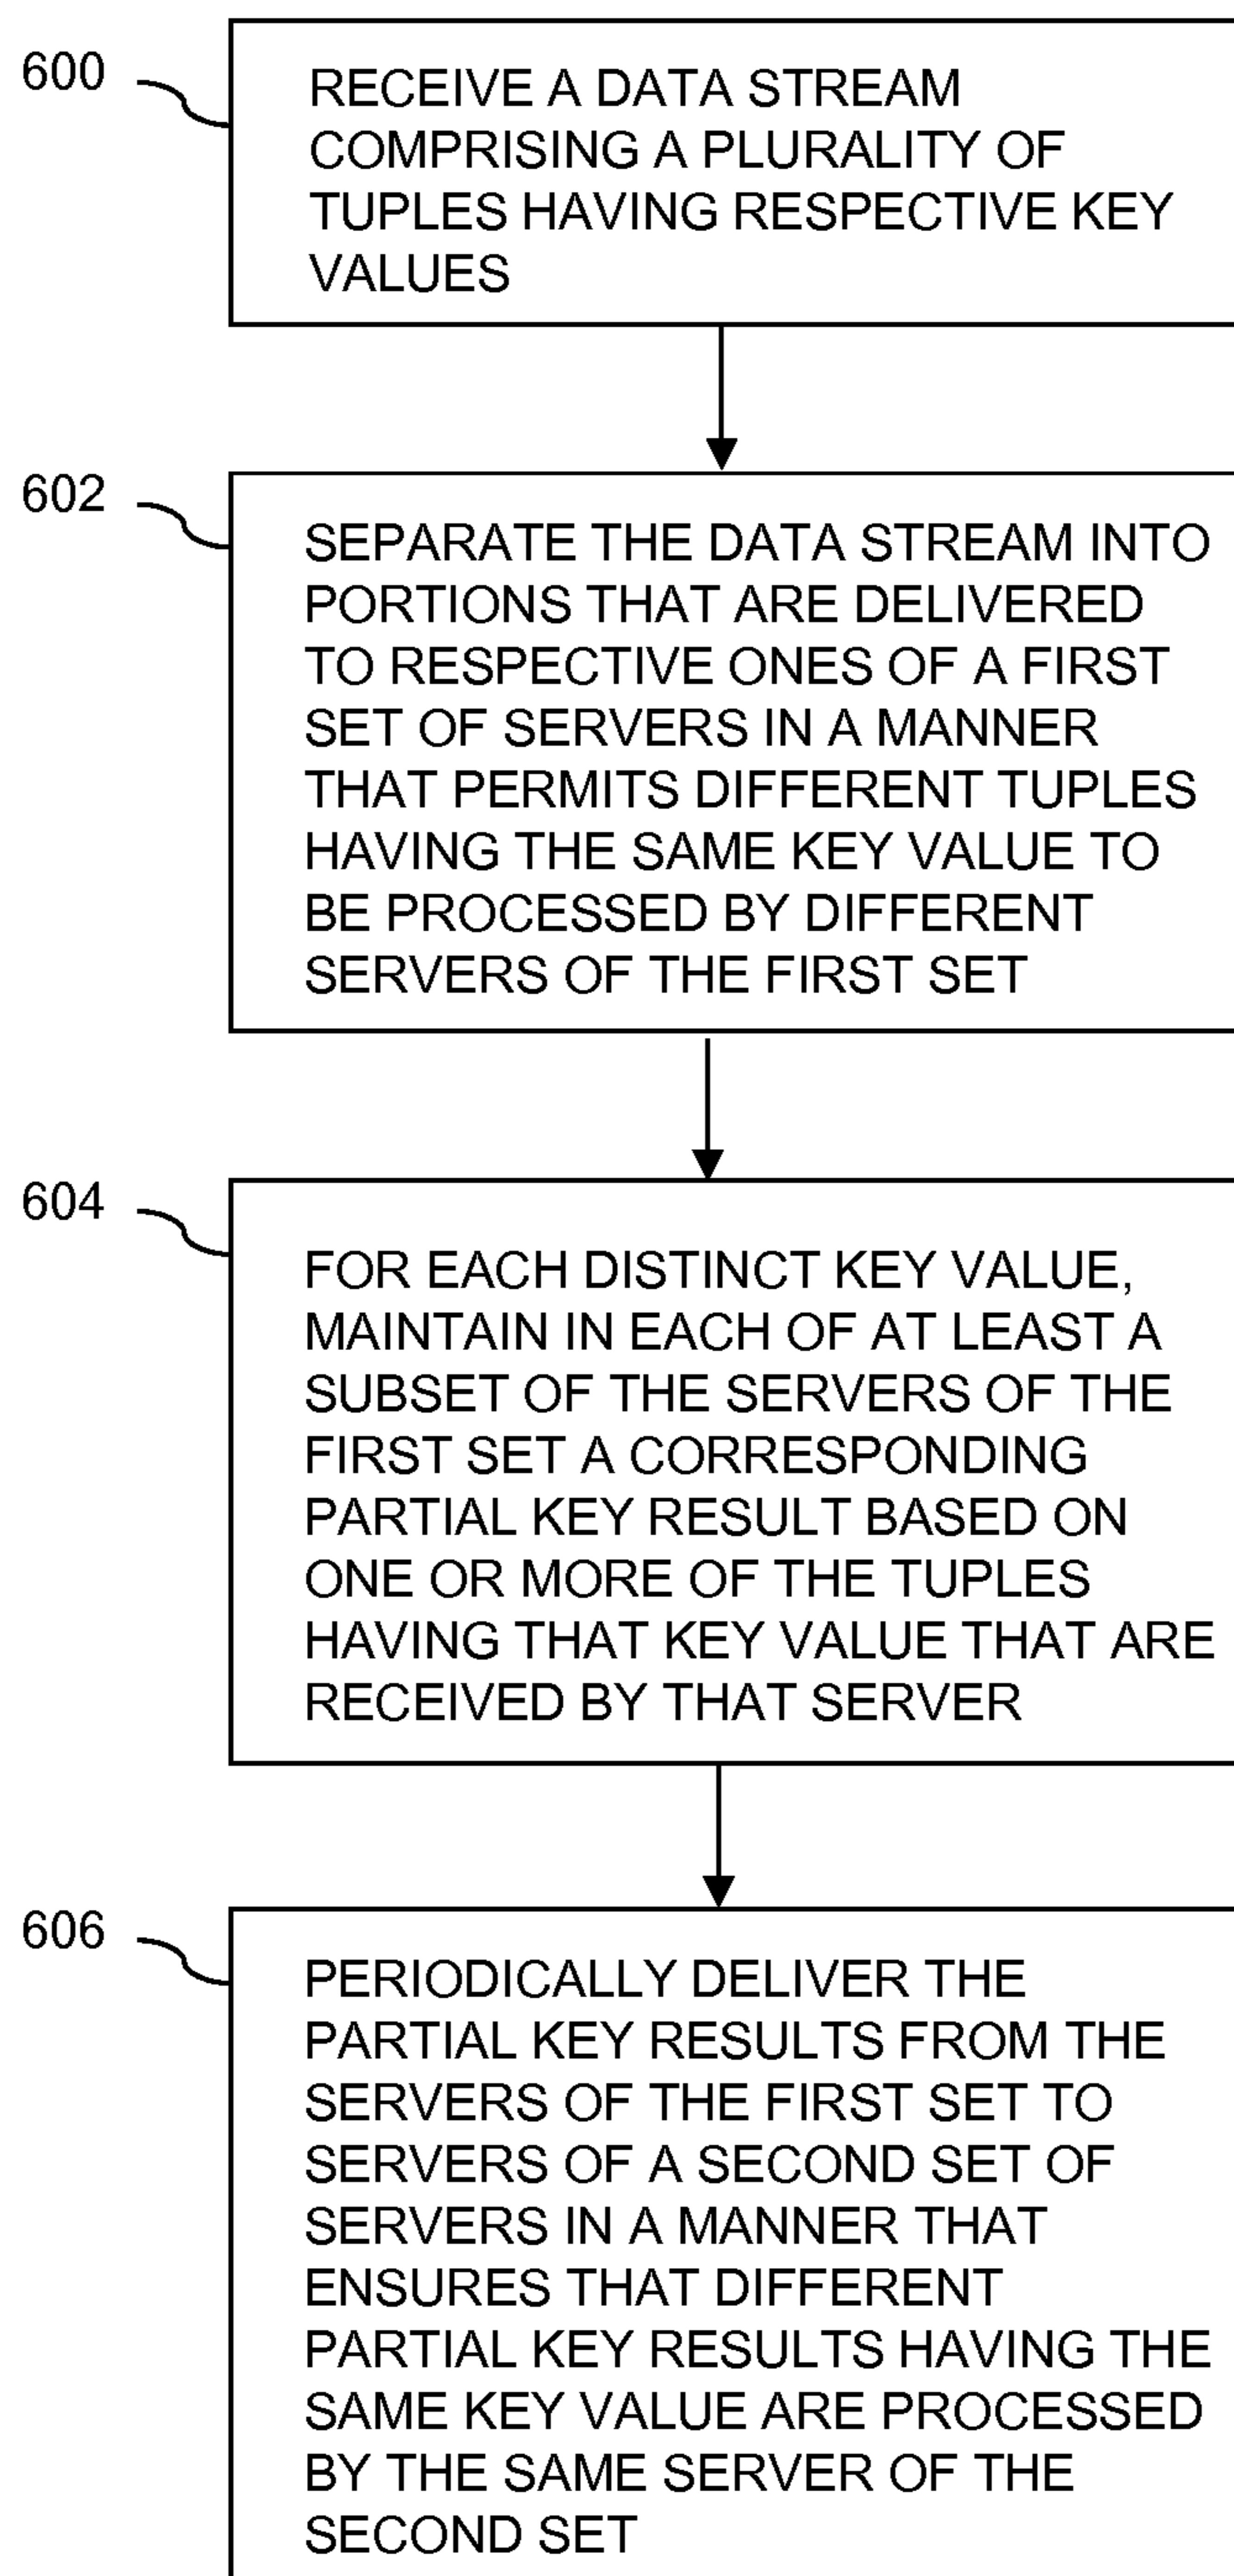 600
RECEIVE A DATA STREAM
COMPRISING A PLURALITY OF
TUPLES HAVING RESPECTIVE KEY
VALUES
602
SEPARATE THE DATA STREAM INTO
PORTIONS THAT ARE DELIVERED
TO RESPECTIVE ONES OF A FIRST
SET OF SERVERS IN A MANNER
THAT PERMITS DIFFERENT TUPLES
HAVING THE SAME KEY VALUE TO
BE PROCESSED BY DIFFERENT
SERVERS OF THE FIRST SET
604
FOR EACH DISTINCT KEY VALUE,
MAINTAIN IN EACH OF AT LEAST A
SUBSET OF THE SERVERS OF THE
FIRST SET A CORRESPONDING
PARTIAL KEY RESULT BASED ON
ONE OR MORE OF THE TUPLES
HAVING THAT KEY VALUE THAT ARE
RECEIVED BY THAT SERVER
606
PERIODICALLY DELIVER THE
PARTIAL KEY RESULTS FROM THE
SERVERS OF THE FIRST SET TO
SERVERS OF A SECOND SET OF
SERVERS IN A MANNER THAT
ENSURES THAT DIFFERENT
PARTIAL KEY RESULTS HAVING THE
SAME KEY VALUE ARE PROCESSED
BY THE SAME SERVER OF THE
SECOND SET